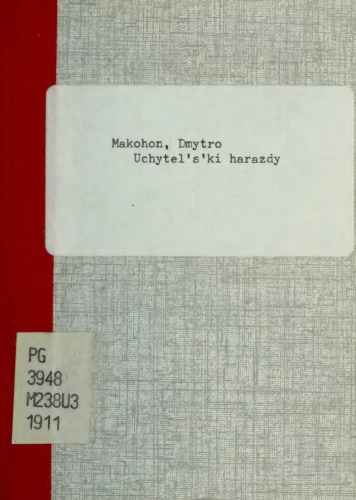 Makohon, Dmytro
Uchytel's'ki harazdy
PG
3948
M238U3
1911